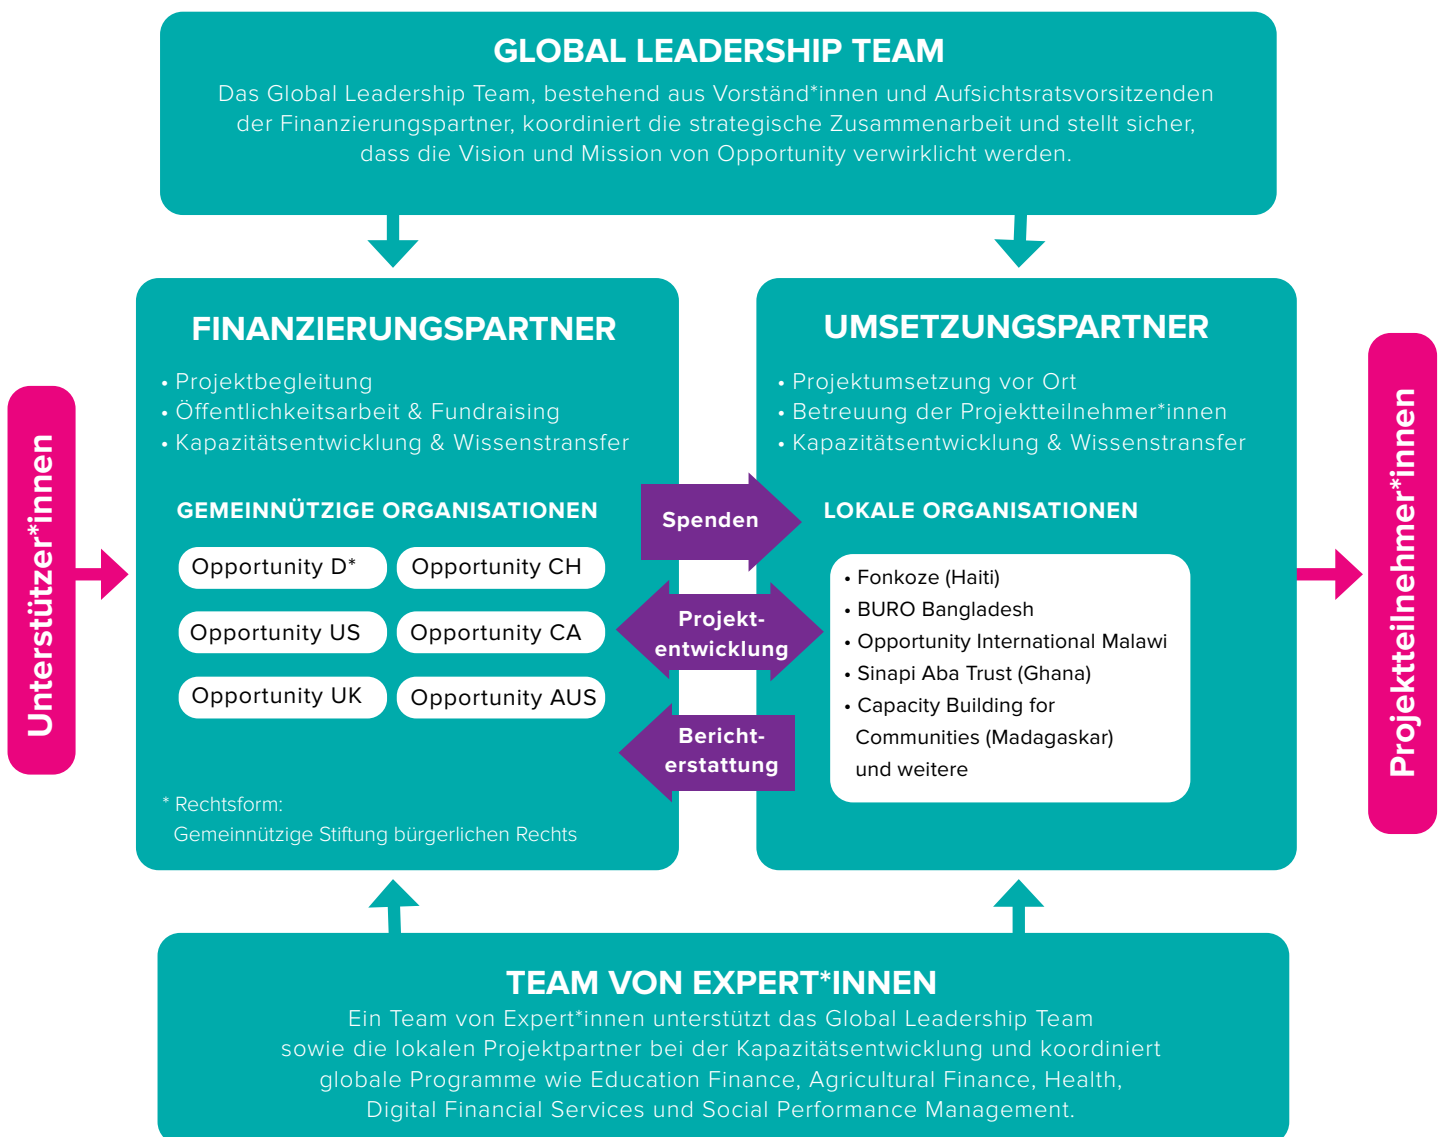 GLOBAL LEADERSHIP TEAM
Das Global Leadership Team, bestehend aus Vorständ*innen und Aufsichtsratsvorsitzenden
der Finanzierungspartner, koordiniert die strategische Zusammenarbeit und stellt sicher,
dass die Vision und Mission von Opportunity verwirklicht werden.
Unterstützer*innen
FINANZIERUNGSPARTNER
• Projektbegleitung
• Öffentlichkeitsarbeit & Fundraising
• Kapazitätsentwicklung & Wissenstransfer
GEMEINNÜTZIGE ORGANISATIONEN
Opportunity D*
Opportunity CH
Opportunity US
Opportunity CA
Opportunity UK
Opportunity AUS
* Rechtsform:
Gemeinnützige Stiftung bürgerlichen Rechts
Spenden
Projekt-
entwicklung
Bericht-
erstattung
UMSETZUNGSPARTNER
• Projektumsetzung vor Ort
• Betreuung der Projektteilnehmer*innen
• Kapazitätsentwicklung & Wissenstransfer
LOKALE ORGANISATIONEN
• Fonkoze (Haiti)
• BURO Bangladesh
• Opportunity International Malawi
• Sinapi Aba Trust (Ghana)
• Capacity Building for
Communities (Madagaskar)
und weitere
Projektteilnehmer*innen
TEAM VON EXPERT*INNEN
Ein Team von Expert*innen unterstützt das Global Leadership Team
sowie die lokalen Projektpartner bei der Kapazitätsentwicklung und koordiniert
globale Programme wie Education Finance, Agricultural Finance, Health,
Digital Financial Services und Social Performance Management.